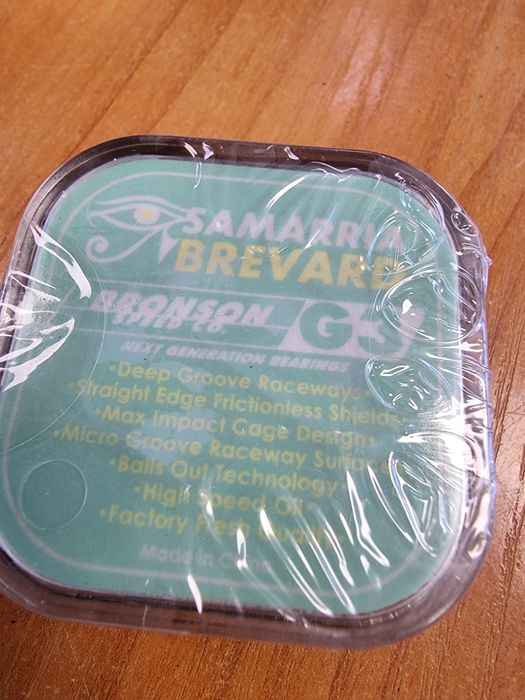 SAMARRIA
BREVARD
BRONSON
SPEED CO.
G3
NEXT GENERATION BEARINGS
•Deep Groove Raceways•
•Straight Edge Frictionless Shields•
•Max Impact Cage Design•
•Micro Groove Raceway Surface•
•Balls Out Technology•
•High Speed Oil•
•Factory Fresh Quality•
Made in China